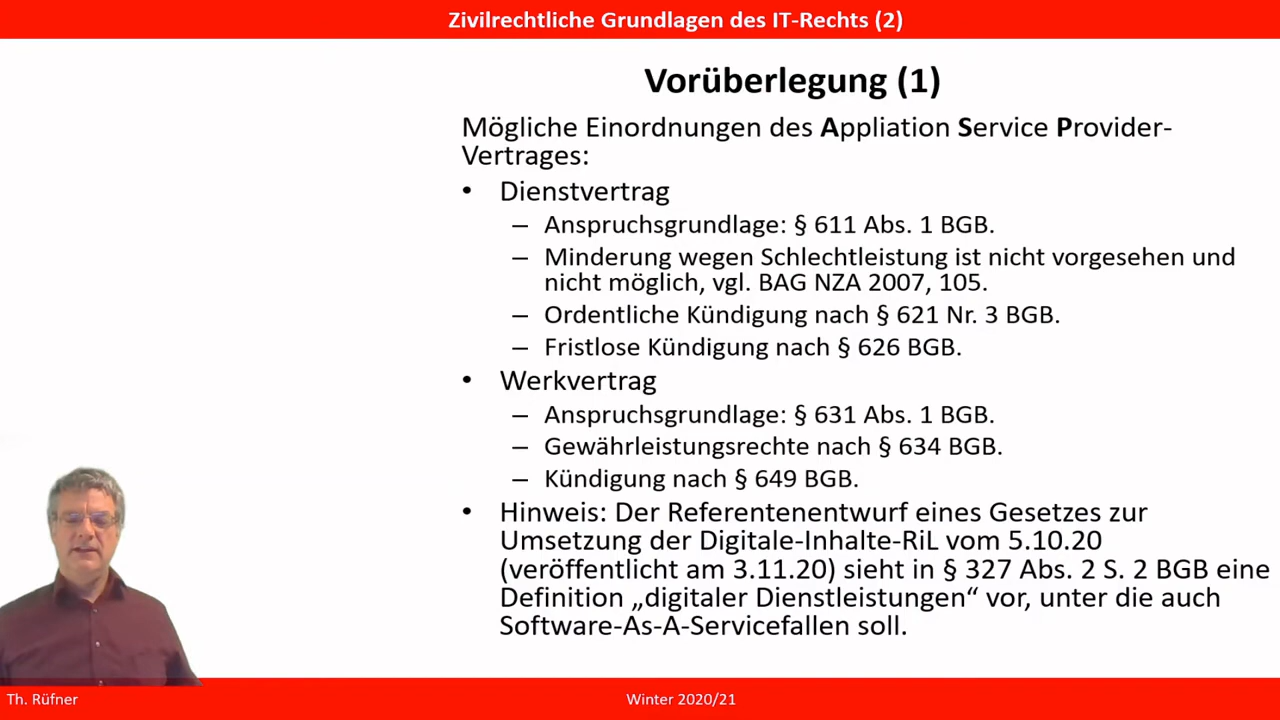 Zivilrechtliche Grundlagen des IT-Rechts (2)
Vorüberlegung (1)
Mögliche Einordnungen des Appliation Service Provider-
Vertrages:
• Dienstvertrag
– Anspruchsgrundlage: § 611 Abs. 1 BGB.
– Minderung wegen Schlechtleistung ist nicht vorgesehen und
nicht möglich, vgl. BAG NZA 2007, 105.
– Ordentliche Kündigung nach § 621 Nr. 3 BGB.
– Fristlose Kündigung nach § 626 BGB.
• Werkvertrag
– Anspruchsgrundlage: § 631 Abs. 1 BGB.
– Gewährleistungsrechte nach § 634 BGB.
– Kündigung nach § 649 BGB.
• Hinweis: Der Referentenentwurf eines Gesetzes zur
Umsetzung der Digitale-Inhalte-RiL vom 5.10.20
(veröffentlicht am 3.11.20) sieht in § 327 Abs. 2 S. 2 BGB eine
Definition „digitaler Dienstleistungen“ vor, unter die auch
Software-As-A-Servicefallen soll.
Th. Rüfner
Winter 2020/21